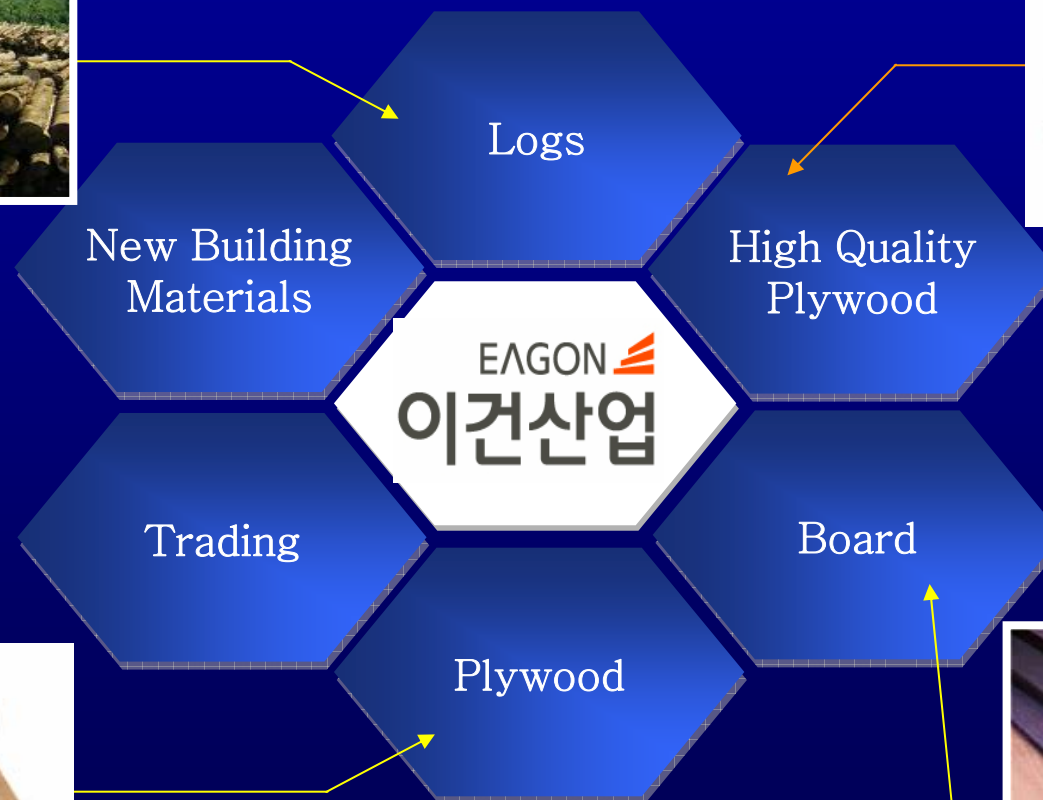 Logs
New Building
Materials
High Quality
Plywood
EAGON
이건산업
Trading
Board
Plywood